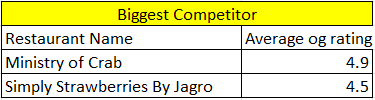 Biggest Competitor
Restaurant Name Average og rating
Ministry of Crab 4.9
Simply Strawberries By Jagro 4.5